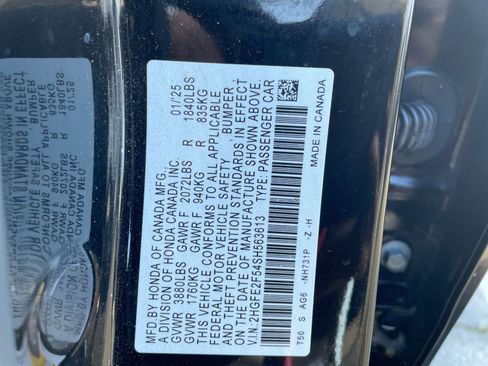 MFD BY HONDA OF CANADA MFG. 01/25
A DIVISION OF HONDA CANADA INC.
GVWR 3880LBS GAWR F 2072LBS R 1840LBS
GVWR 1760KG GAWR F 940KG R 835KG
THIS VEHICLE CONFORMS TO ALL APPLICABLE
FEDERAL MOTOR VEHICLE SAFETY, BUMPER
AND THEFT PREVENTION STANDARDS IN EFFECT
ON THE DATE OF MANUFACTURE SHOWN ABOVE.
V.I.N: 2HGFE2F54SH563613 TYPE: PASSENGER CAR
T56 S AG6 -NH731P -Z -H MADE IN CANADA